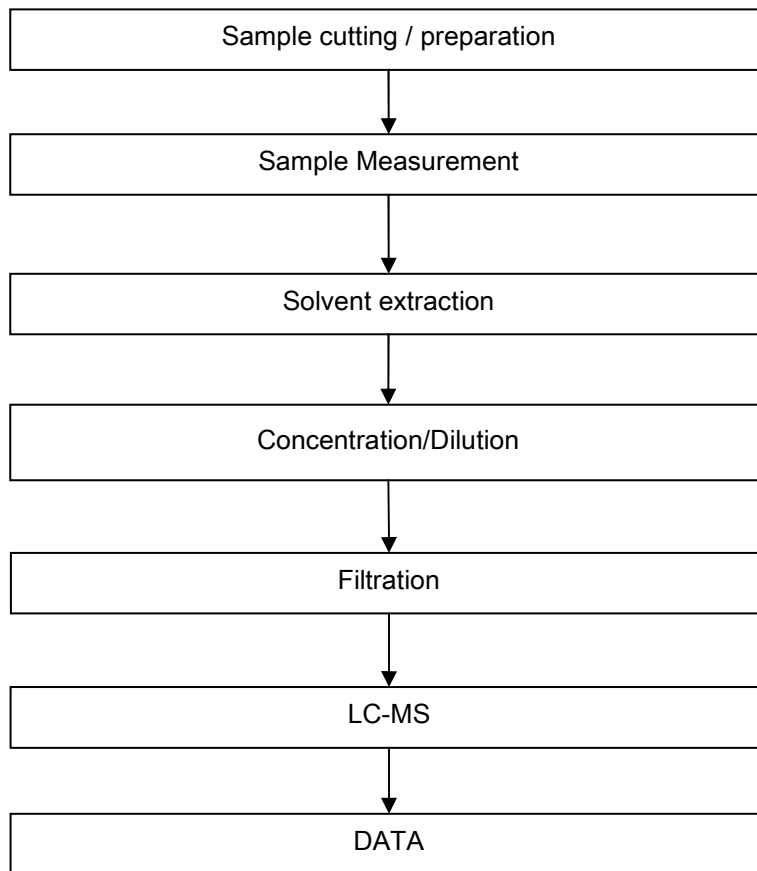 Sample cutting / preparation
Sample Measurement
Solvent extraction
Concentration/Dilution
Filtration
LC-MS
DATA